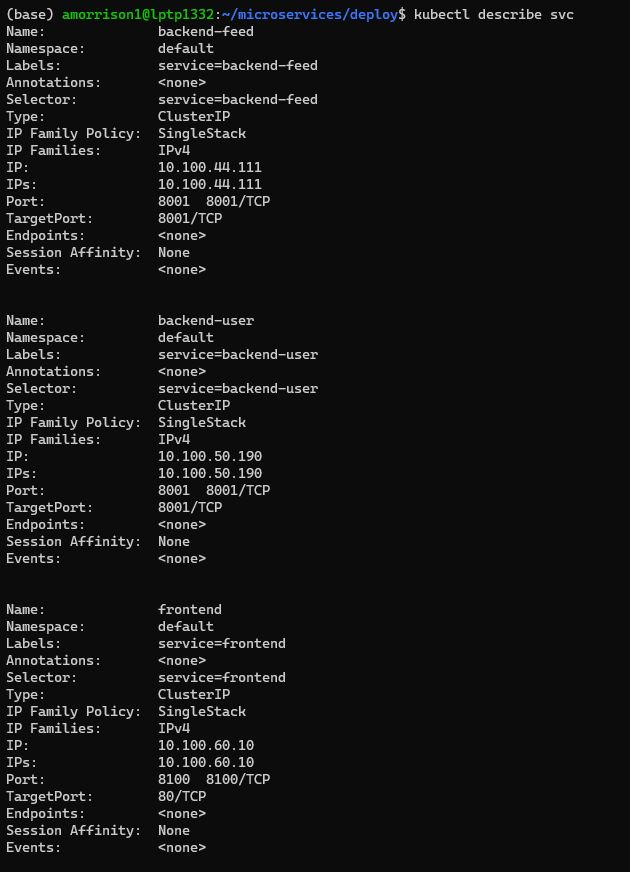 (base) amorrison1@lptp1332:~/microservices/deploy$ kubectl describe svc
Name:              backend-feed
Namespace:         default
Labels:            service=backend-feed
Annotations:       <none>
Selector:          service=backend-feed
Type:              ClusterIP
IP Family Policy:  SingleStack
IP Families:       IPv4
IP:                10.100.44.111
IPs:               10.100.44.111
Port:              8001  8001/TCP
TargetPort:        8001/TCP
Endpoints:         <none>
Session Affinity:  None
Events:            <none>

Name:              backend-user
Namespace:         default
Labels:            service=backend-user
Annotations:       <none>
Selector:          service=backend-user
Type:              ClusterIP
IP Family Policy:  SingleStack
IP Families:       IPv4
IP:                10.100.50.190
IPs:               10.100.50.190
Port:              8001  8001/TCP
TargetPort:        8001/TCP
Endpoints:         <none>
Session Affinity:  None
Events:            <none>

Name:              frontend
Namespace:         default
Labels:            service=frontend
Annotations:       <none>
Selector:          service=frontend
Type:              ClusterIP
IP Family Policy:  SingleStack
IP Families:       IPv4
IP:                10.100.60.10
IPs:               10.100.60.10
Port:              8100  8100/TCP
TargetPort:        80/TCP
Endpoints:         <none>
Session Affinity:  None
Events:            <none>